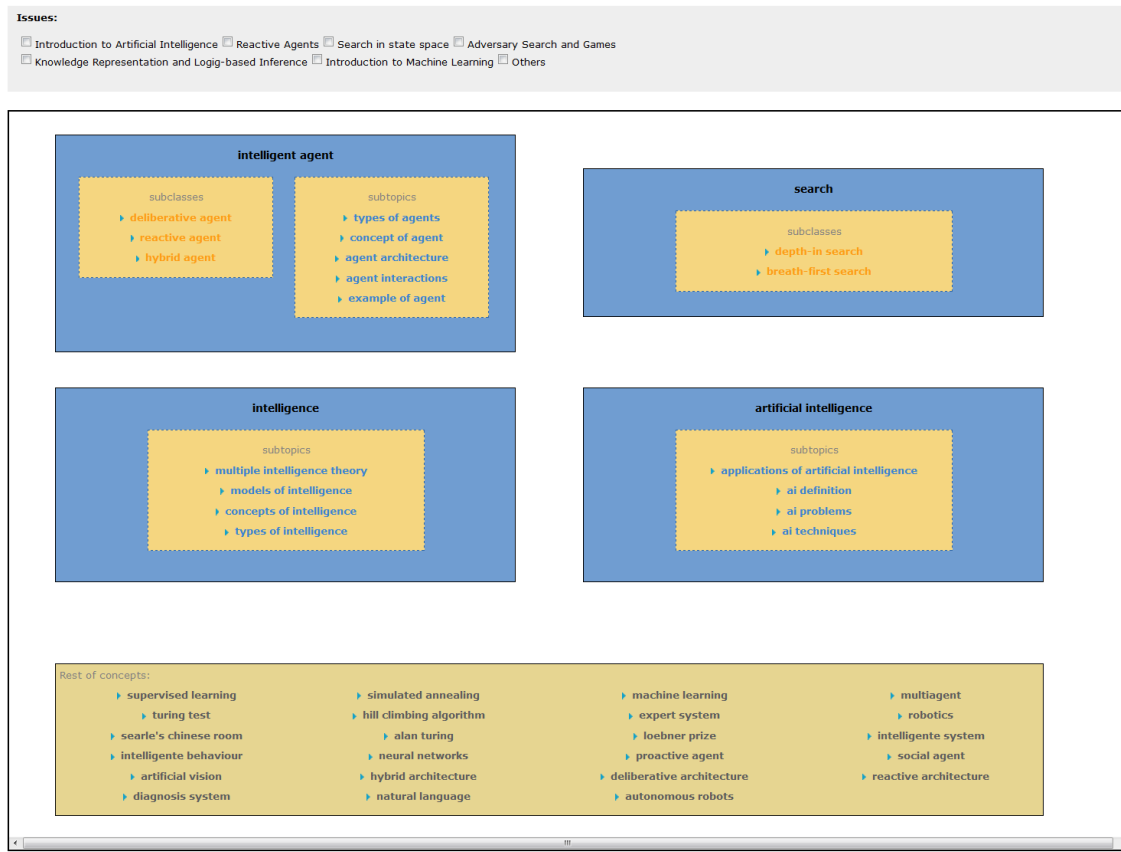 Issues:
Introduction to Artificial Intelligence Reactive Agents Search in state space Adversary Search and Games
Knowledge Representation and Logig-based Inference Introduction to Machine Learning Others
intelligent agent
subclasses
deliberative agent
reactive agent
hybrid agent
subtopics
types of agents
concept of agent
agent architecture
agent interactions
example of agent
search
subclasses
depth-in search
breath-first search
intelligence
subtopics
multiple intelligence theory
models of intelligence
concepts of intelligence
types of intelligence
artificial intelligence
subtopics
applications of artificial intelligence
ai definition
ai problems
ai techniques
Rest of concepts:
supervised learning simulated annealing machine learning multiagent
turing test hill climbing algorithm expert system robotics
searle's chinese room alan turing loebner prize intelligente system
intelligente behaviour neural networks proactive agent social agent
artificial vision hybrid architecture deliberative architecture reactive architecture
diagnosis system natural language autonomous robots